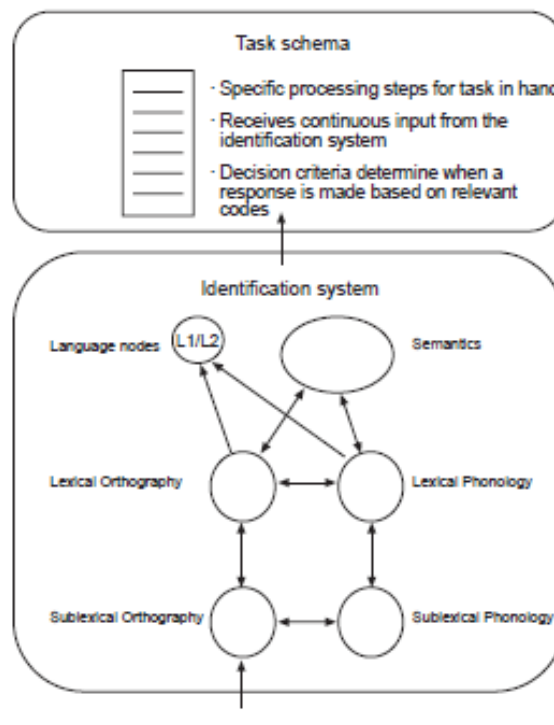 Task schema
· Specific processing steps for task in hand
· Receives continuous input from the
identification system
· Decision criteria determine when a
response is made based on relevant
codes
Identification system
Language nodes
L1/L2
Semantics
Lexical Orthography
Lexical Phonology
Sublexical Orthography
Sublexical Phonology